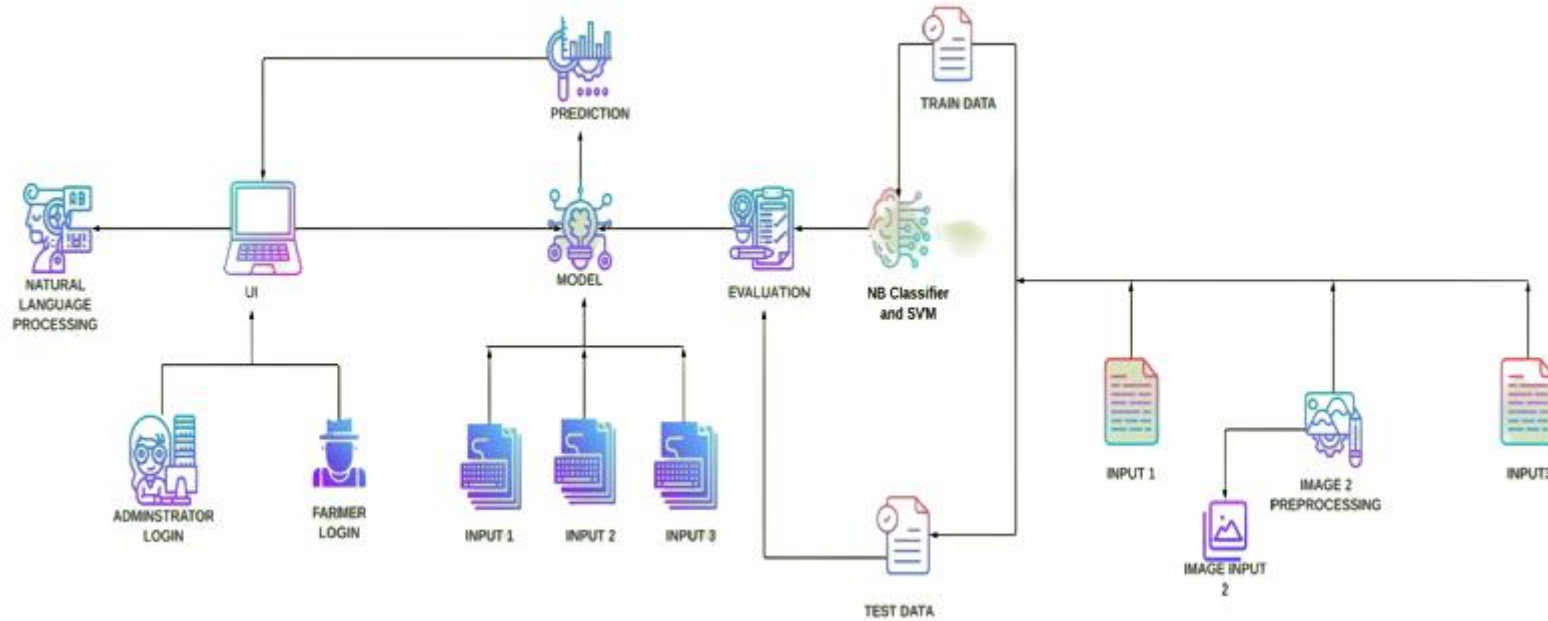 PREDICTION
TRAIN DATA
NATURAL
LANGUAGE
PROCESSING
UI
MODEL
EVALUATION
NB Classifier
and SVM
ADMINSTRATOR
LOGIN
FARMER
LOGIN
INPUT 1
INPUT 2
INPUT 3
INPUT 1
IMAGE 2
PREPROCESSING
INPUT3
IMAGE INPUT
2
TEST DATA